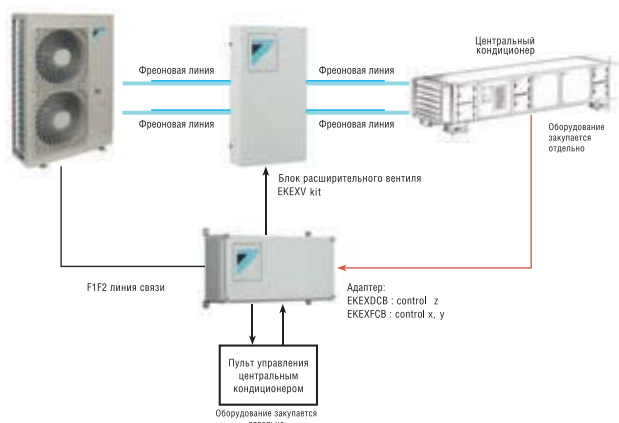 Центральный
кондиционер
Фреоновая линия
Фреоновая линия
Фреоновая линия
Фреоновая линия
Оборудование
закупается
отдельно
Блок расширительного вентиля
EKEXV kit
F1F2 линия связи
Адаптер:
EKEXDCB : control z
EKEXFCB : control x, y
Пульт управления
центральным
кондиционером
Оборудование закупается